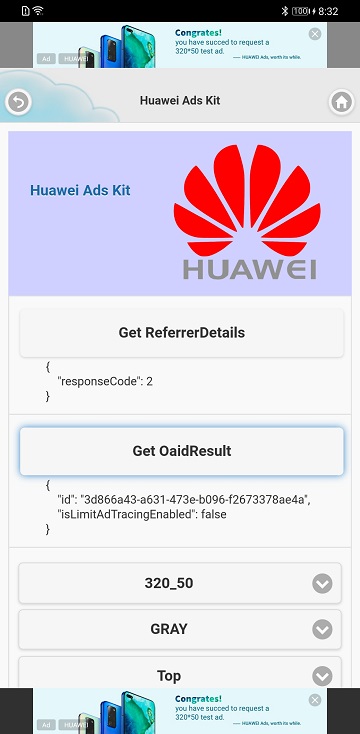 100 8:32
Congrates!
you have succed to request a
320*50 test ad.
Ad HUAWEI
—— HUAWEI Ads, worth its while.
Huawei Ads Kit
Huawei Ads Kit
HUAWEI
Get ReferrerDetails
{
"responseCode": 2
}
Get OaidResult
{
"id": "3d866a43-a631-473e-b096-f2673378ae4a",
"isLimitAdTracingEnabled": false
}
320_50
GRAY
Top
Congrates!
you have succed to request a
320*50 test ad.
Ad HUAWEI
—— HUAWEI Ads, worth its while.